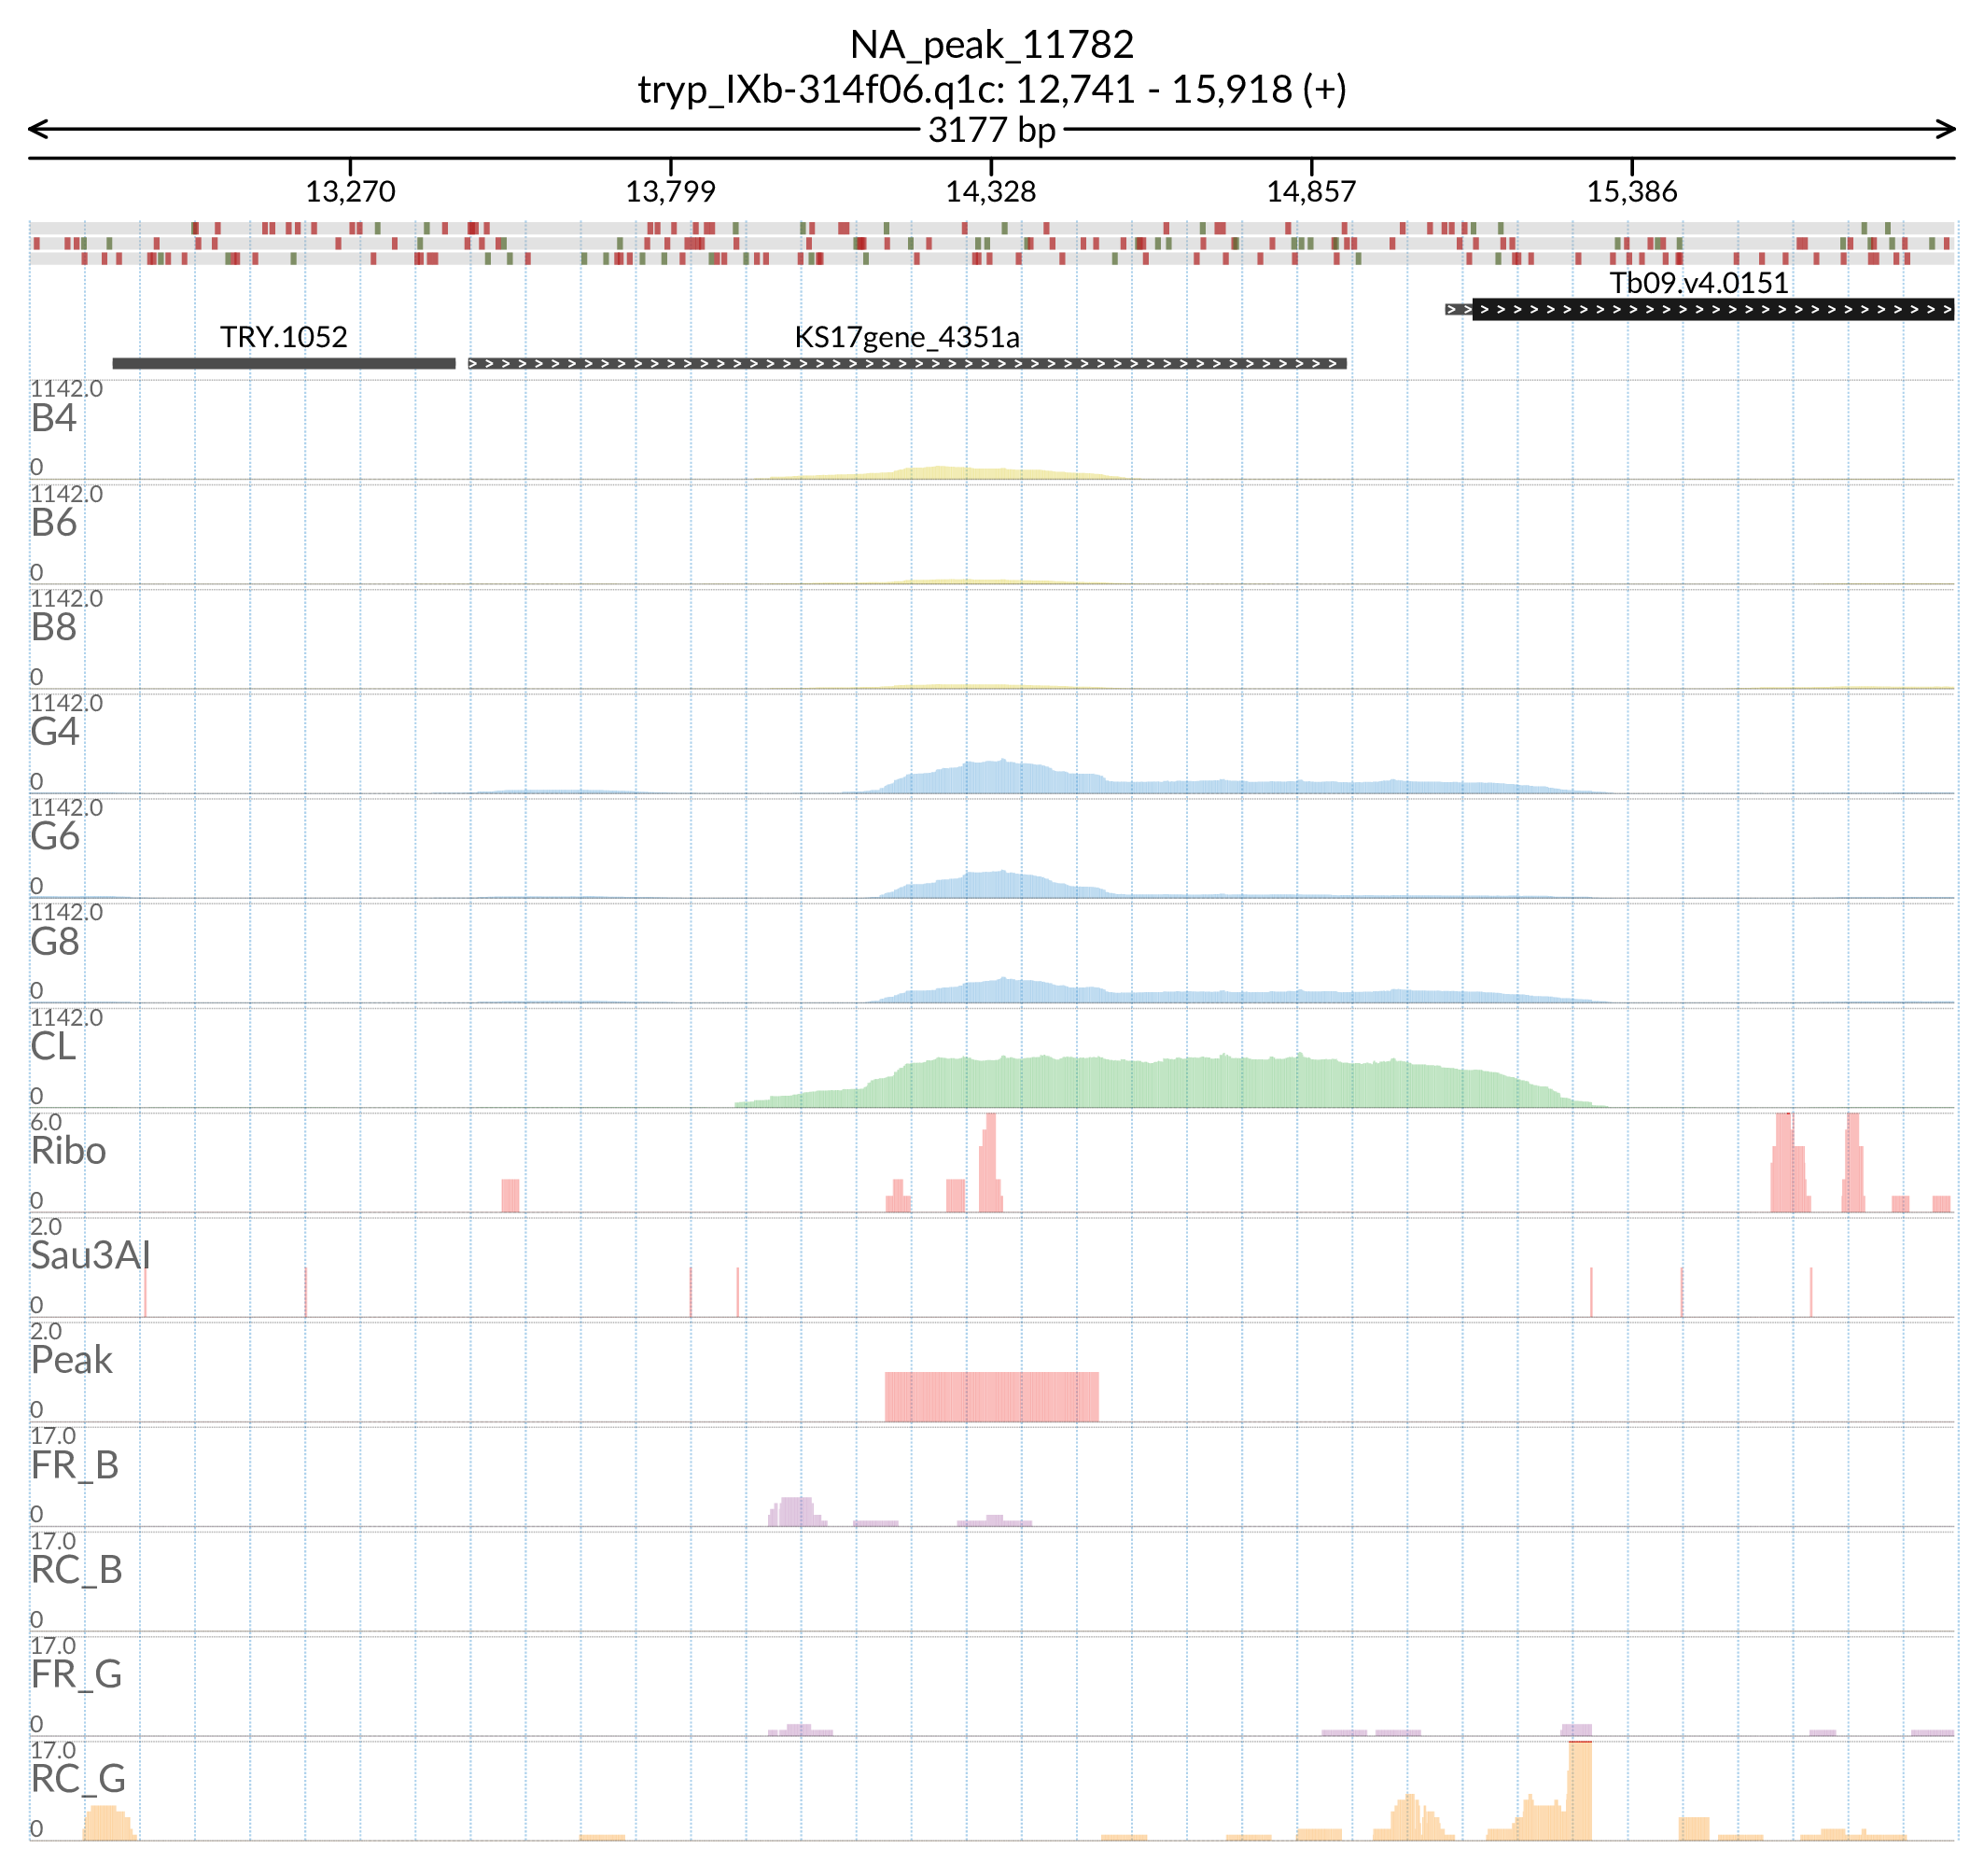 NA_peak_11782
tryp_IXb-314f06.q1c: 12,741 - 15,918 (+)
3177 bp
13,270 13,799 14,328 14,857 15,386
Tb09.v4.0151
TRY.1052 KS17gene_4351a
1142.0
B4
0
1142.0
B6
0
1142.0
B8
0
1142.0
G4
0
1142.0
G6
0
1142.0
G8
0
1142.0
CL
0
6.0
Ribo
0
2.0
Sau3AI
0
2.0
Peak
0
17.0
FR_B
0
17.0
RC_B
0
17.0
FR_G
0
17.0
RC_G
0